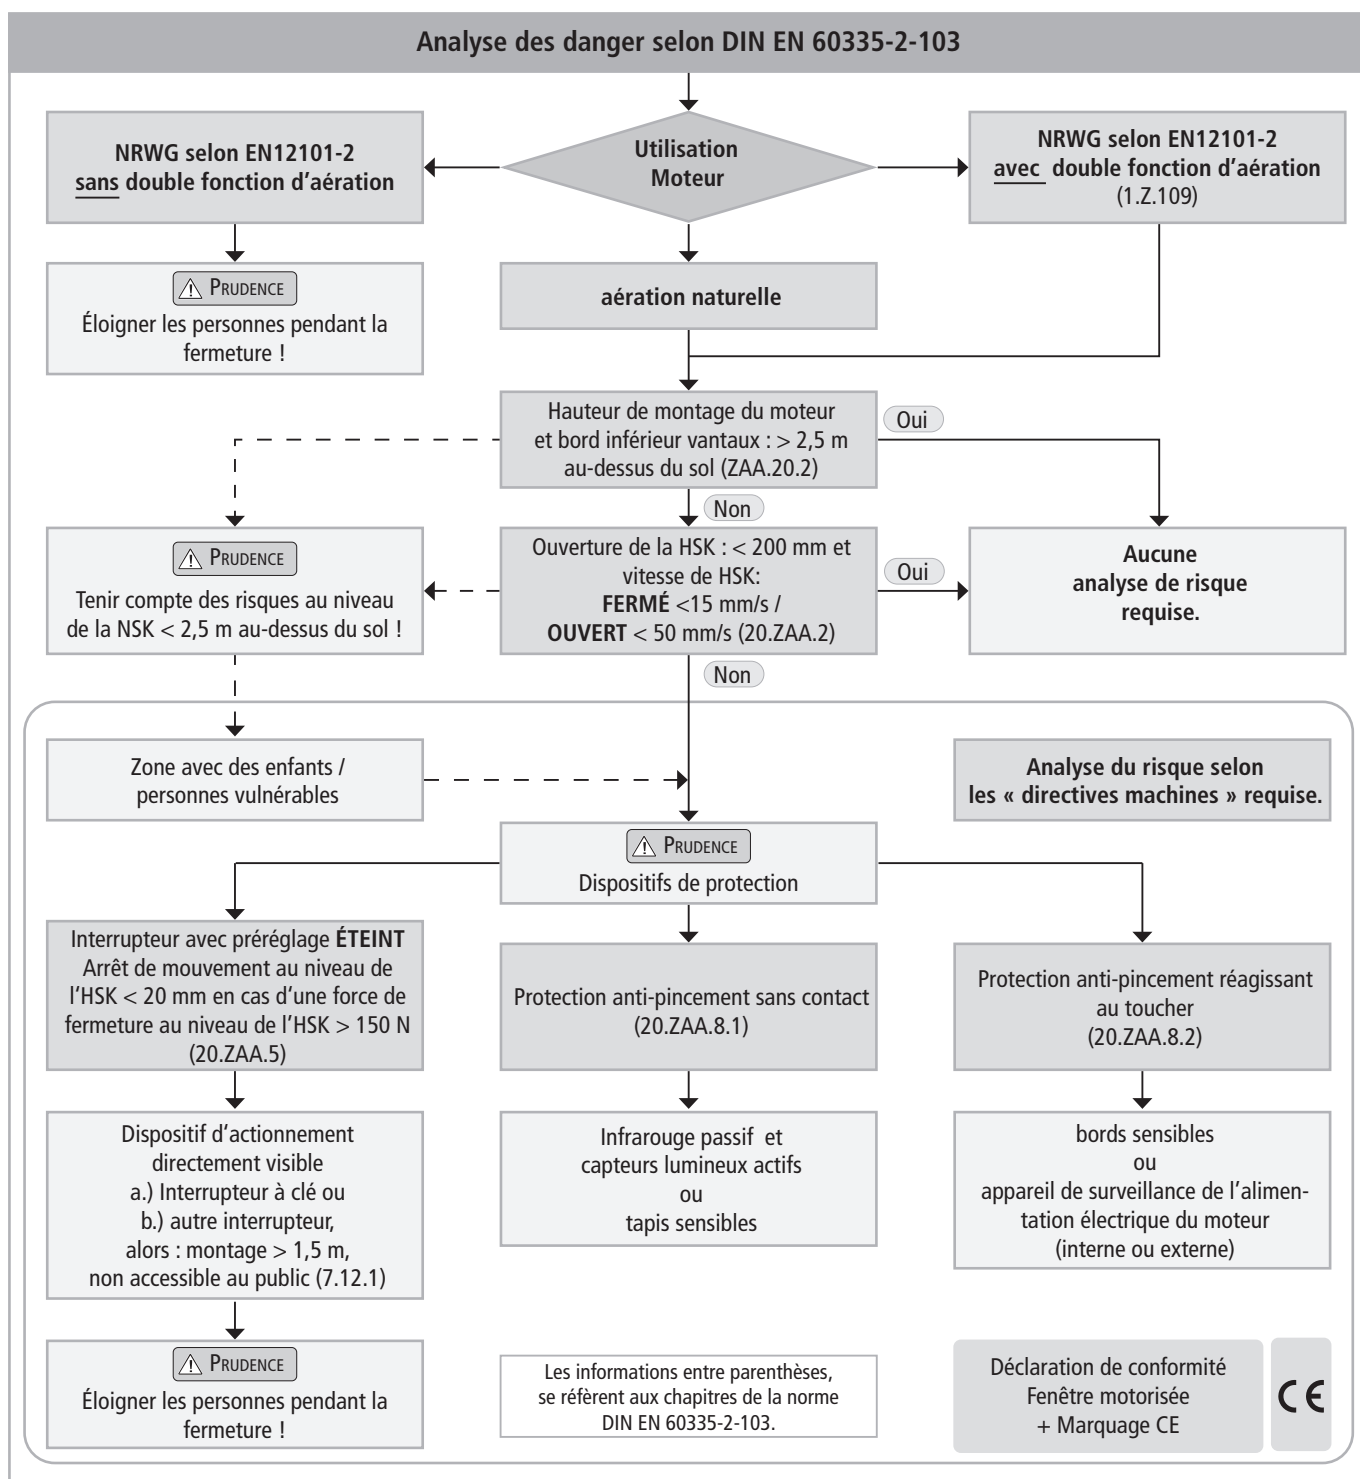 Analyse des danger selon DIN EN 60335-2-103
NRWG selon EN12101-2
sans double fonction d'aération
Utilisation
Moteur
NRWG selon EN12101-2
avec double fonction d'aération
(1.Z.109)
PRUDENCE
Éloigner les personnes pendant la
fermeture !
aération naturelle
Hauteur de montage du moteur
et bord inférieur vantaux : > 2,5 m
au-dessus du sol (ZAA.20.2)
Oui
Non
PRUDENCE
Tenir compte des risques au niveau
de la NSK < 2,5 m au-dessus du sol !
Ouverture de la HSK : < 200 mm et
vitesse de HSK:
FERMÉ <15 mm/s /
OUVERT < 50 mm/s (20.ZAA.2)
Oui
Aucune
analyse de risque
requise.
Non
Zone avec des enfants /
personnes vulnérables
Analyse du risque selon
les « directives machines » requise.
PRUDENCE
Dispositifs de protection
Interrupteur avec préréglage ÉTEINT
Arrêt de mouvement au niveau de
l'HSK < 20 mm en cas d'une force de
fermeture au niveau de l'HSK > 150 N
(20.ZAA.5)
Protection anti-pincement sans contact
(20.ZAA.8.1)
Protection anti-pincement réagissant
au toucher
(20.ZAA.8.2)
Dispositif d'actionnement
directement visible
a.) Interrupteur à clé ou
b.) autre interrupteur,
alors : montage > 1,5 m,
non accessible au public (7.12.1)
Infrarouge passif et
capteurs lumineux actifs
ou
tapis sensibles
bords sensibles
ou
appareil de surveillance de l'alimen-
tation électrique du moteur
(interne ou externe)
PRUDENCE
Éloigner les personnes pendant la
fermeture !
Les informations entre parenthèses,
se réfèrent aux chapitres de la norme
DIN EN 60335-2-103.
Déclaration de conformité
Fenêtre motorisée
+ Marquage CE
CE